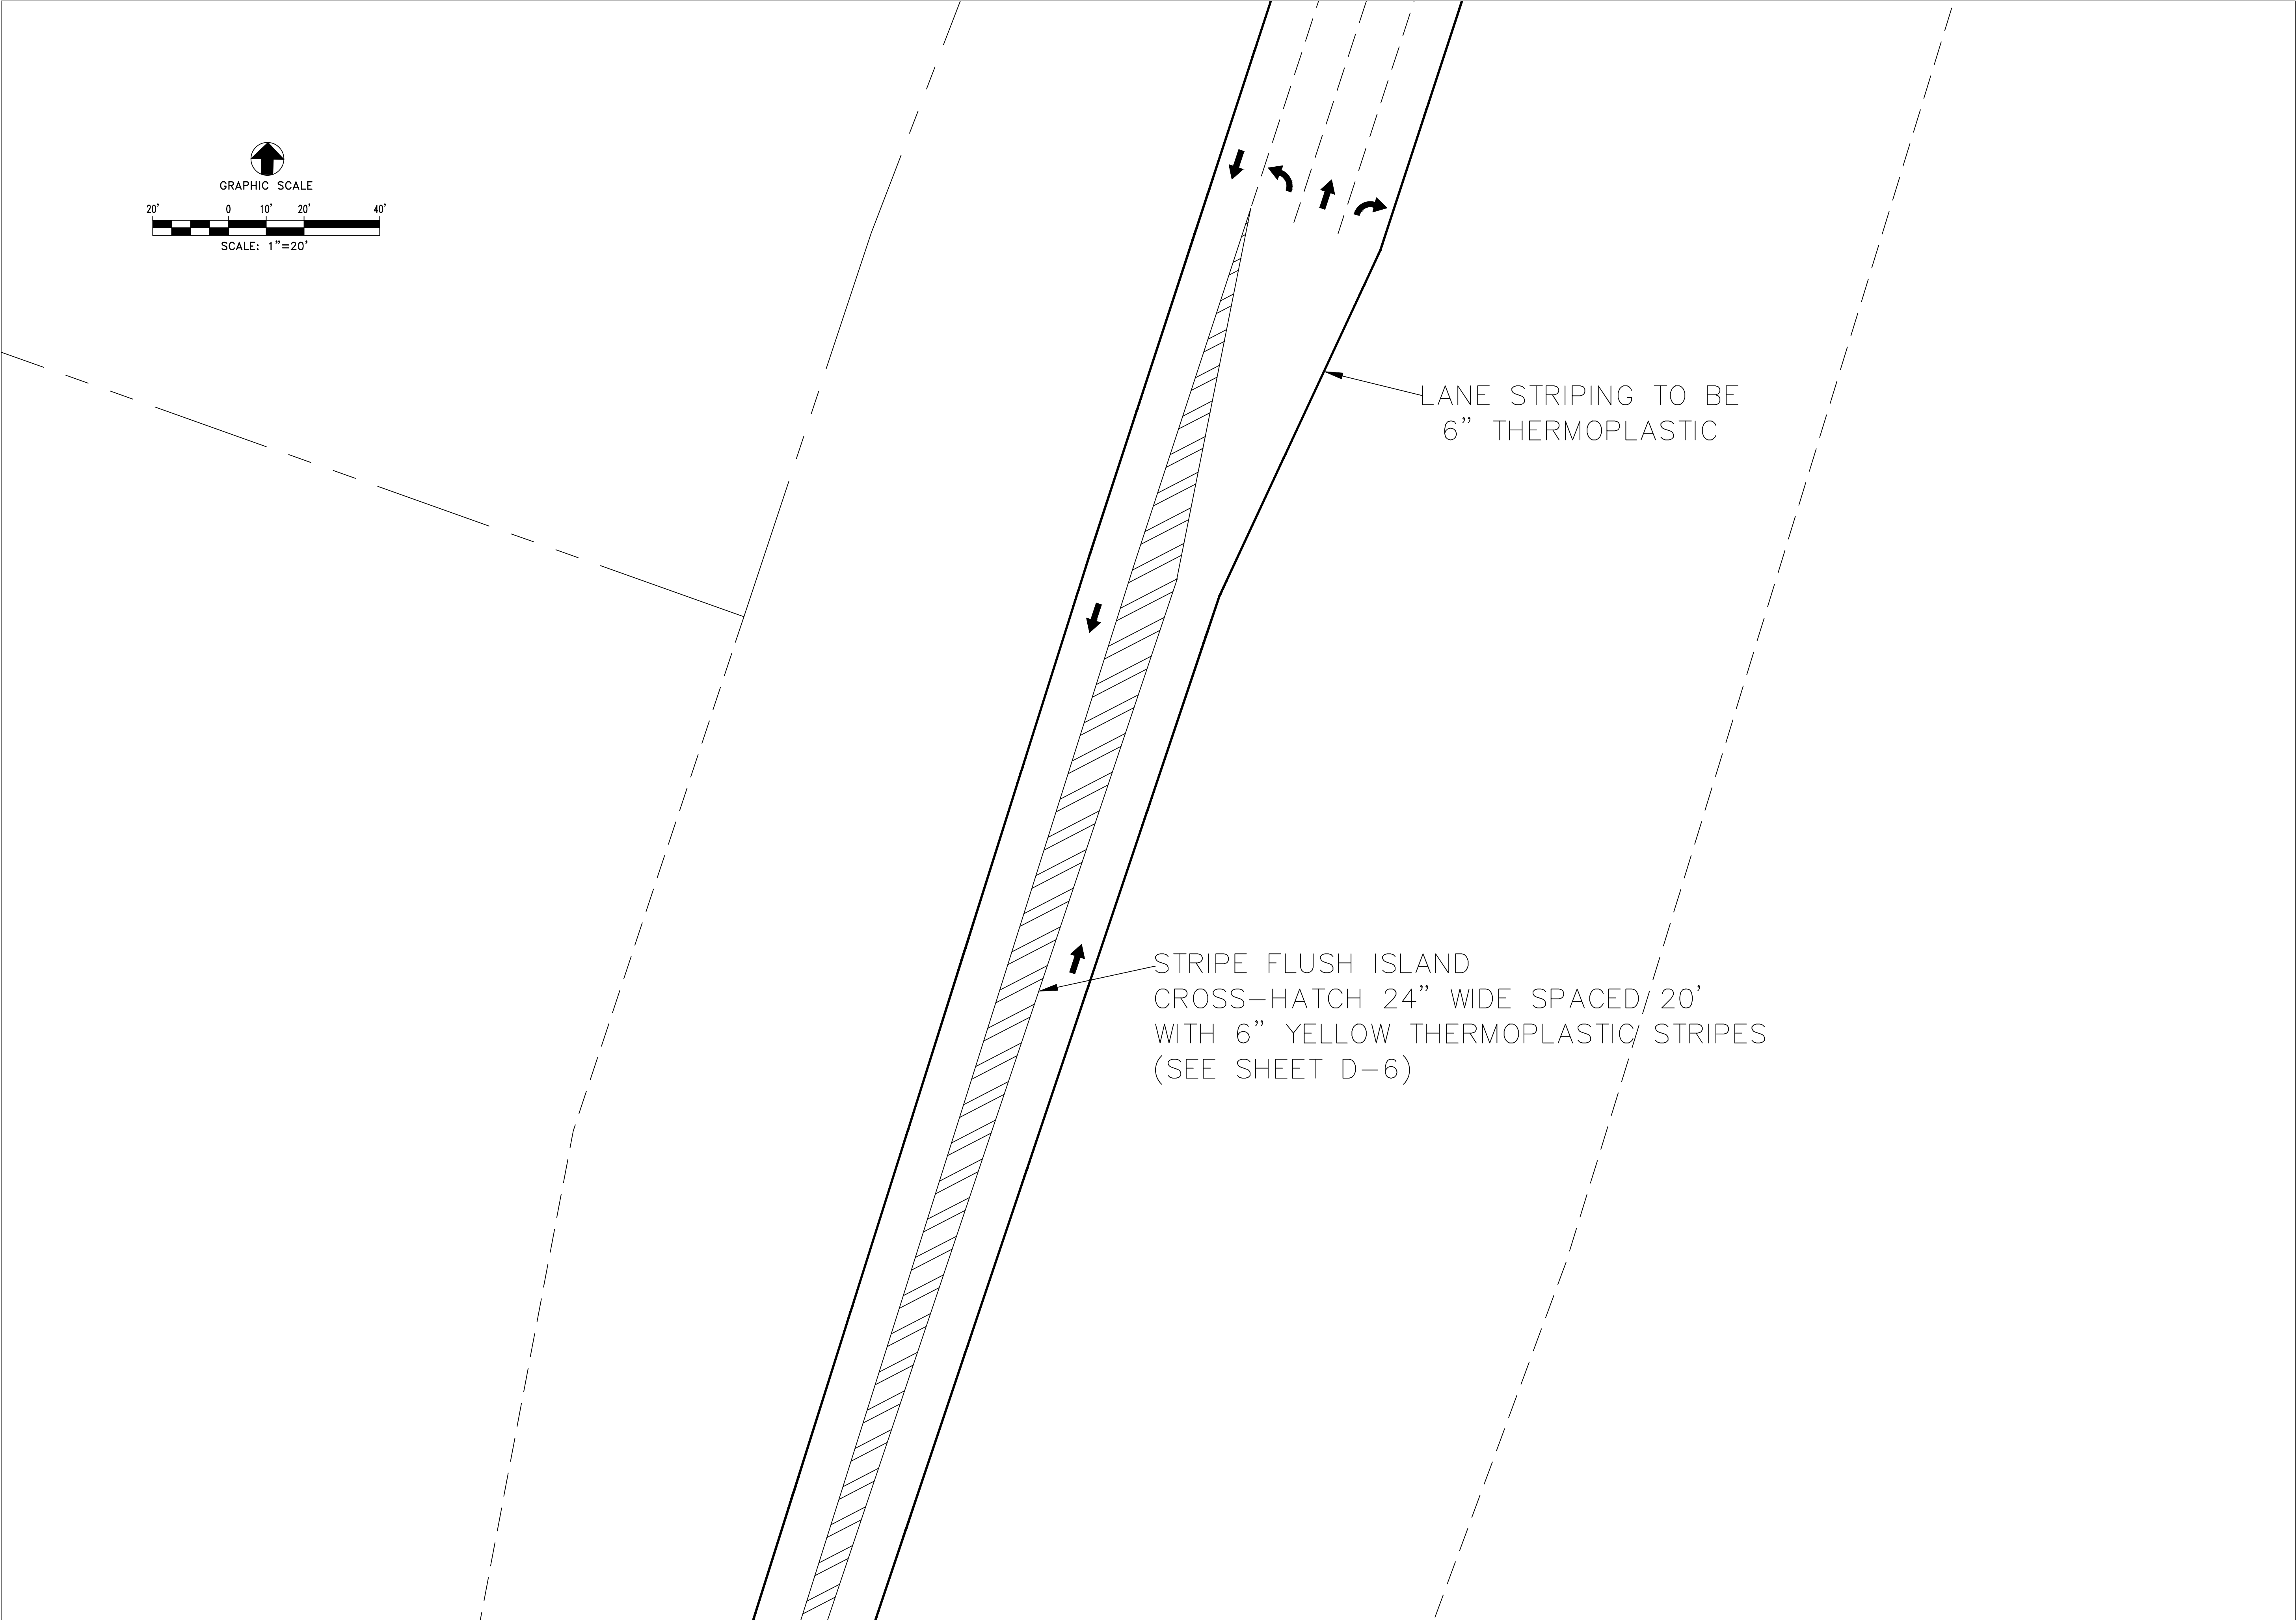 GRAPHIC SCALE
20' 0 10' 20' 40'
SCALE: 1"=20'
LANE STRIPING TO BE
6" THERMOPLASTIC
STRIPE FLUSH ISLAND
CROSS-HATCH 24" WIDE SPACED 20'
WITH 6" YELLOW THERMOPLASTIC STRIPES
(SEE SHEET D-6)